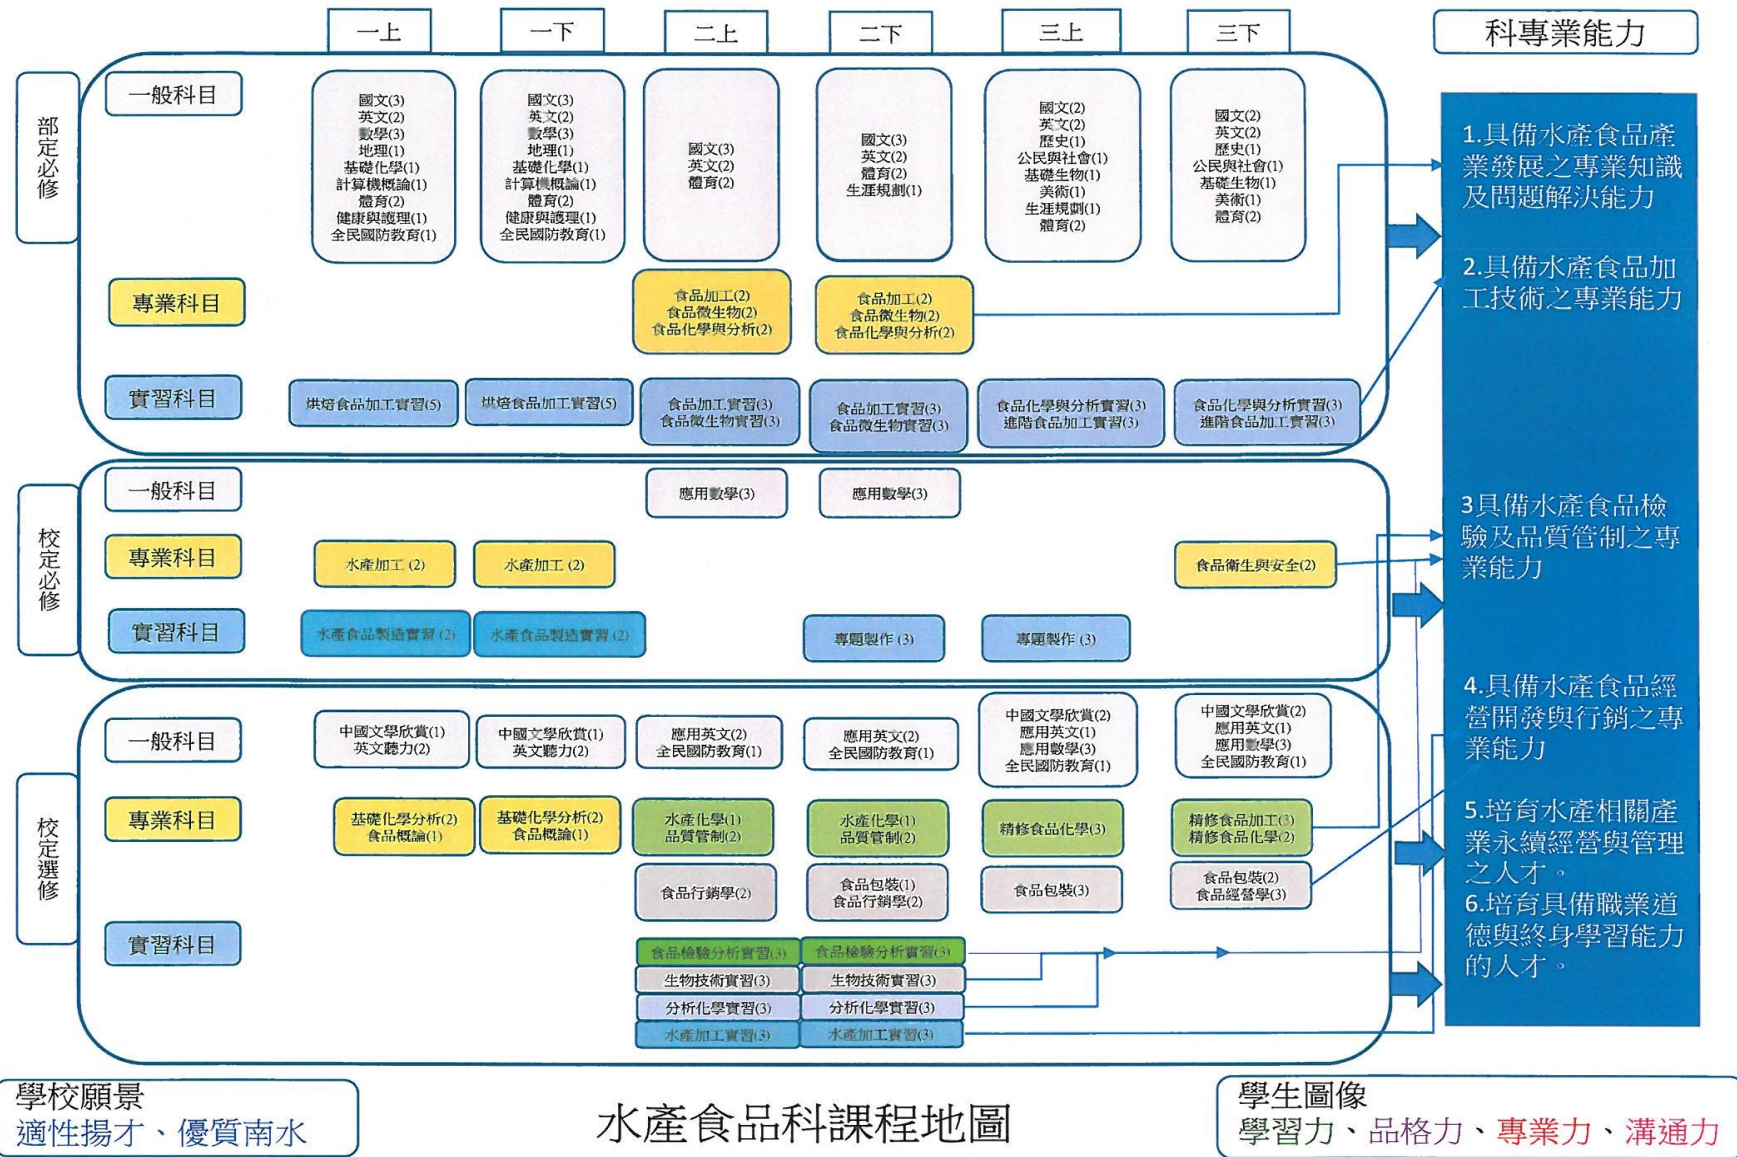 一上
一下
二上
二下
三上
三下
科專業能力
部定必修
一般科目
國文(3)
英文(2)
數學(3)
地理(1)
基礎化學(1)
計算機概論(1)
體育(2)
健康與護理(1)
全民國防教育(1)
國文(3)
英文(2)
數學(3)
地理(1)
基礎化學(1)
計算機概論(1)
體育(2)
健康與護理(1)
全民國防教育(1)
國文(3)
英文(2)
體育(2)
國文(3)
英文(2)
體育(2)
生涯規劃(1)
國文(2)
英文(2)
歷史(1)
公民與社會(1)
基礎生物(1)
美術(1)
生涯規劃(1)
體育(2)
國文(2)
英文(2)
歷史(1)
公民與社會(1)
基礎生物(1)
美術(1)
體育(2)
專業科目
食品加工(2)
食品微生物(2)
食品化學與分析(2)
食品加工(2)
食品微生物(2)
食品化學與分析(2)
實習科目
烘焙食品加工實習(5)
烘焙食品加工實習(5)
食品加工實習(3)
食品微生物實習(3)
食品加工實習(3)
食品微生物實習(3)
食品化學與分析實習(3)
進階食品加工實習(3)
食品化學與分析實習(3)
進階食品加工實習(3)
校定必修
一般科目
應用數學(3)
應用數學(3)
專業科目
水產加工 (2)
水產加工 (2)
食品衛生與安全(2)
實習科目
水產食品製造實習 (2)
水產食品製造實習 (2)
專題製作 (3)
專題製作 (3)
校定選修
一般科目
中國文學欣賞(1)
英文聽力(2)
中國文學欣賞(1)
英文聽力(2)
應用英文(2)
全民國防教育(1)
應用英文(2)
全民國防教育(1)
中國文學欣賞(2)
應用英文(1)
應用數學(3)
全民國防教育(1)
中國文學欣賞(2)
應用英文(1)
應用數學(3)
全民國防教育(1)
專業科目
基礎化學分析(2)
食品概論(1)
基礎化學分析(2)
食品概論(1)
水產化學(1)
品質管制(2)
水產化學(1)
品質管制(2)
精修食品化學(3)
精修食品加工(3)
精修食品化學(2)
食品行銷學(2)
食品包裝(1)
食品行銷學(2)
食品包裝(3)
食品包裝(2)
食品經營學(3)
實習科目
食品檢驗分析實習(3)
食品檢驗分析實習(3)
生物技術實習(3)
生物技術實習(3)
分析化學實習(3)
分析化學實習(3)
水產加工實習(3)
水產加工實習(3)
1.具備水產食品產
業發展之專業知識
及問題解決能力
2.具備水產食品加
工技術之專業能力
3具備水產食品檢
驗及品質管制之專
業能力
4.具備水產食品經
營開發與行銷之專
業能力
5.培育水產相關產
業永續經營與管理
之人才。
6.培育具備職業道
德與終身學習能力
的人才。
學校願景
適性揚才、優質南水
水產食品科課程地圖
學生圖像
學習力、品格力、專業力、溝通力